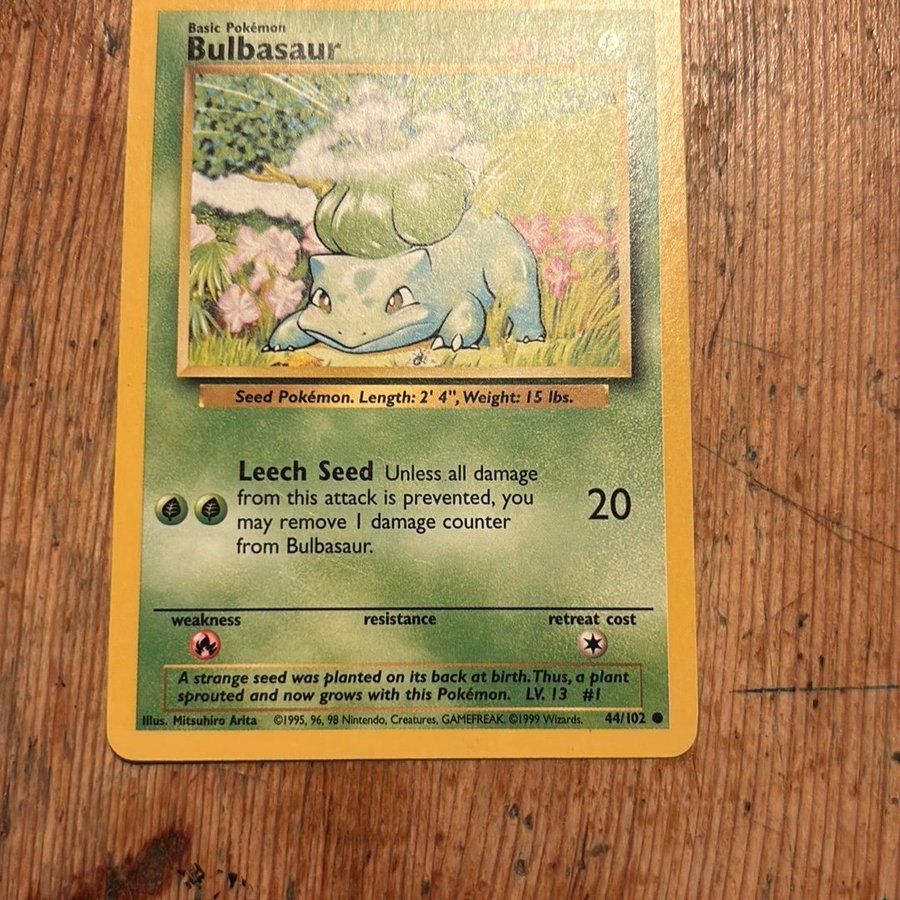 Basic Pokémon
Bulbasaur 40 HP
Seed Pokémon. Length: 2' 4", Weight: 15 lbs.
Leech Seed Unless all damage
from this attack is prevented, you
may remove 1 damage counter
from Bulbasaur.
20
weakness resistance retreat cost
A strange seed was planted on its back at birth. Thus, a plant
sprouted and now grows with this Pokémon. LV. 13 #1
Illus. Mitsuhiro Arita ©1995, 96, 98 Nintendo, Creatures, GAMEFREAK. ©1999 Wizards. 44/102